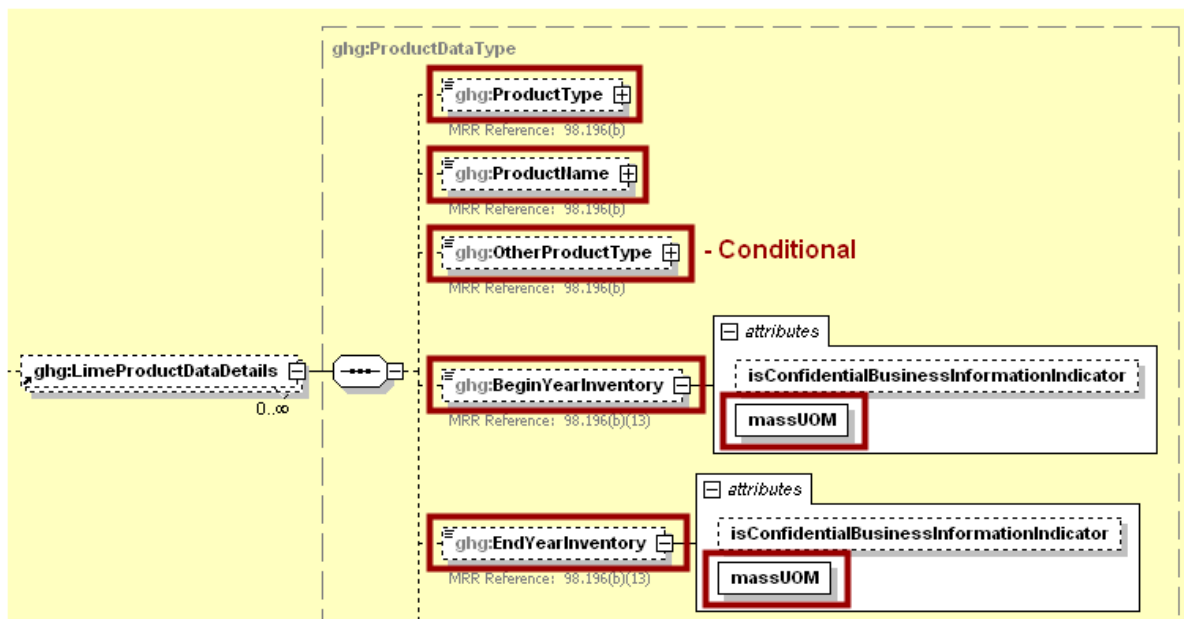 ghg:ProductDataType
ghg:ProductType
MRR Reference: 98.196(b)
ghg:ProductName
MRR Reference: 98.196(b)
ghg:OtherProductType - Conditional
MRR Reference: 98.196(b)
attributes
ghg:LimeProductDataDetails
0..∞
ghg:BeginYearInventory
isConfidentialBusinessInformationIndicator
massUOM
MRR Reference: 98.196(b)(13)
attributes
ghg:EndYearInventory
isConfidentialBusinessInformationIndicator
massUOM
MRR Reference: 98.196(b)(13)